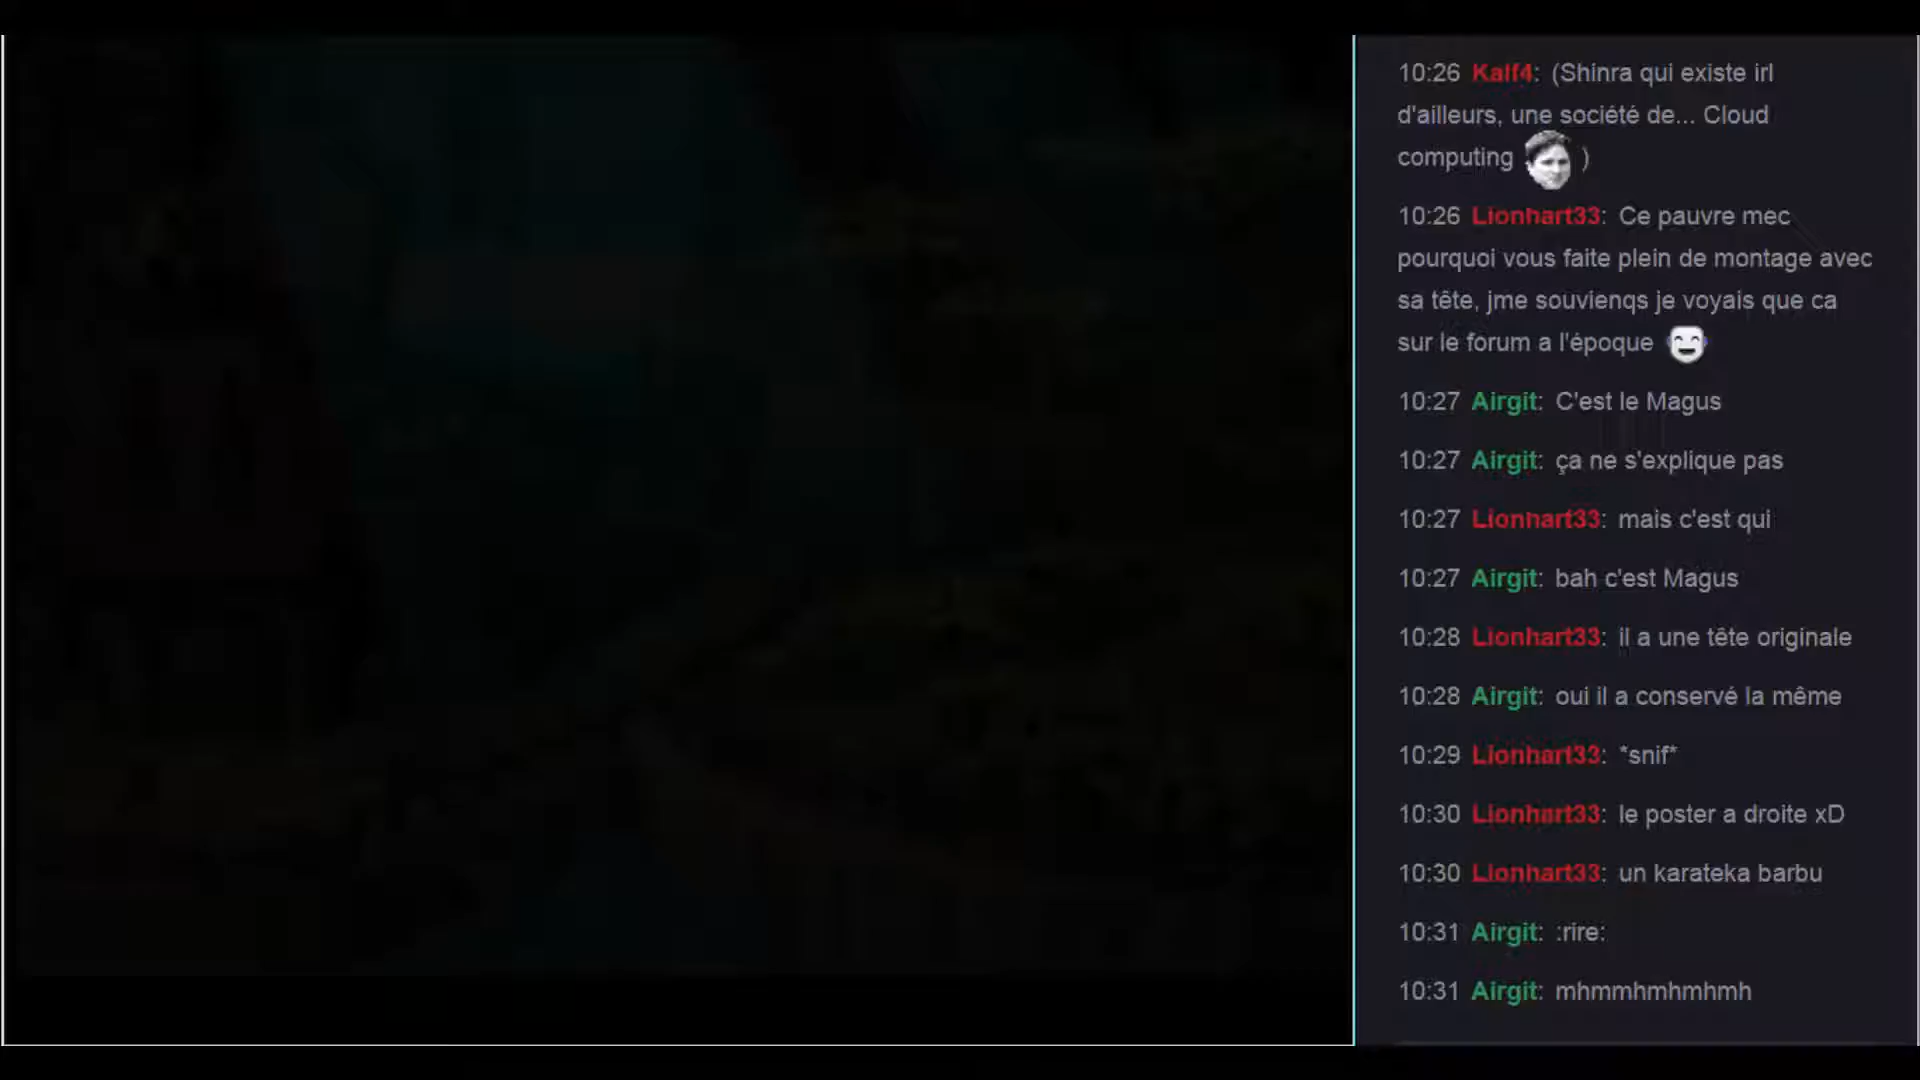 10:26 Kalf4: (Shinra qui existe irl
d'ailleurs, une société de... Cloud
computing )
10:26 Lionhart33: Ce pauvre mec
pourquoi vous faite plein de montage avec
sa tête, jme souvienqs je voyais que ca
sur le forum a l'époque
10:27 Airgit: C'est le Magus
10:27 Airgit: ça ne s'explique pas
10:27 Lionhart33: mais c'est qui
10:27 Airgit: bah c'est Magus
10:28 Lionhart33: il a une tête originale
10:28 Airgit: oui il a conservé la même
10:29 Lionhart33: *snif*
10:30 Lionhart33: le poster a droite xD
10:30 Lionhart33: un karateka barbu
10:31 Airgit: :rire:
10:31 Airgit: mhmmhmhmhmh